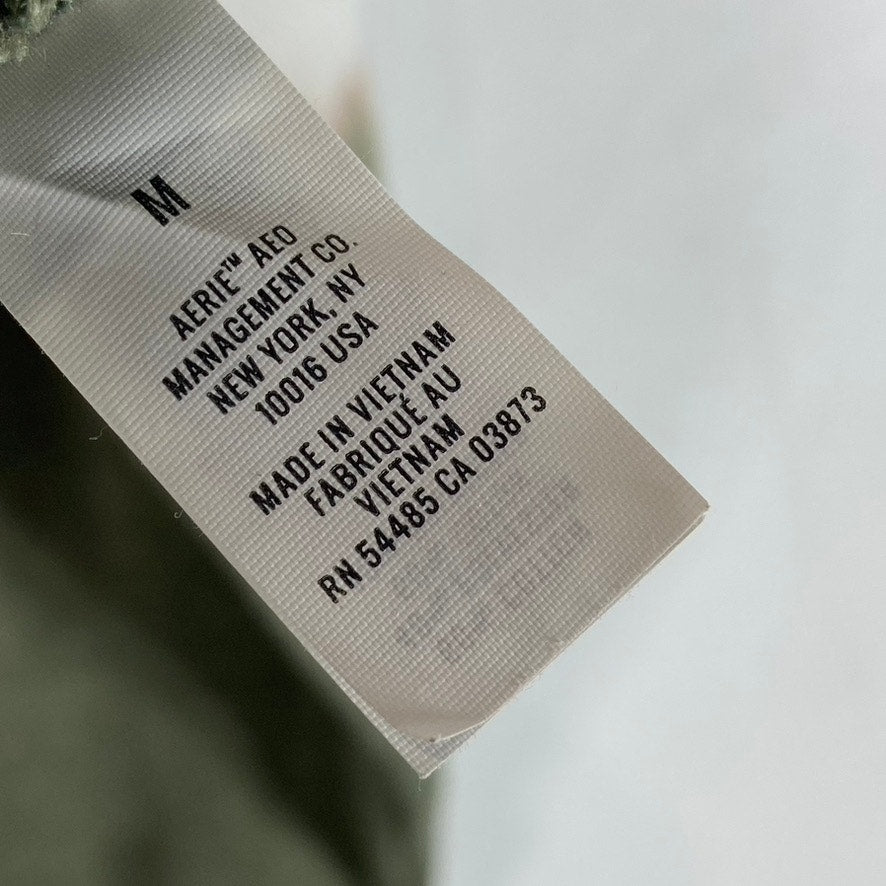 M
AERIE™ AEO
MANAGEMENT CO.
NEW YORK, NY
10016 USA
MADE IN VIETNAM
FABRIQUÉ AU
VIETNAM
RN 54485 CA 03873